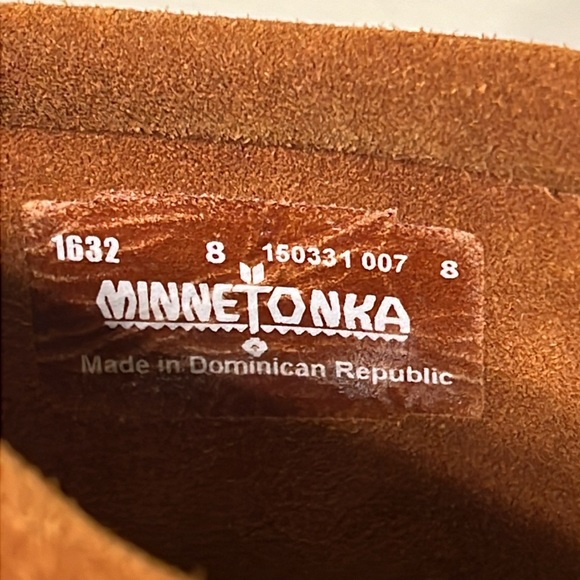 1632 8 150331 007 8
MINNETONKA
Made in Dominican Republic